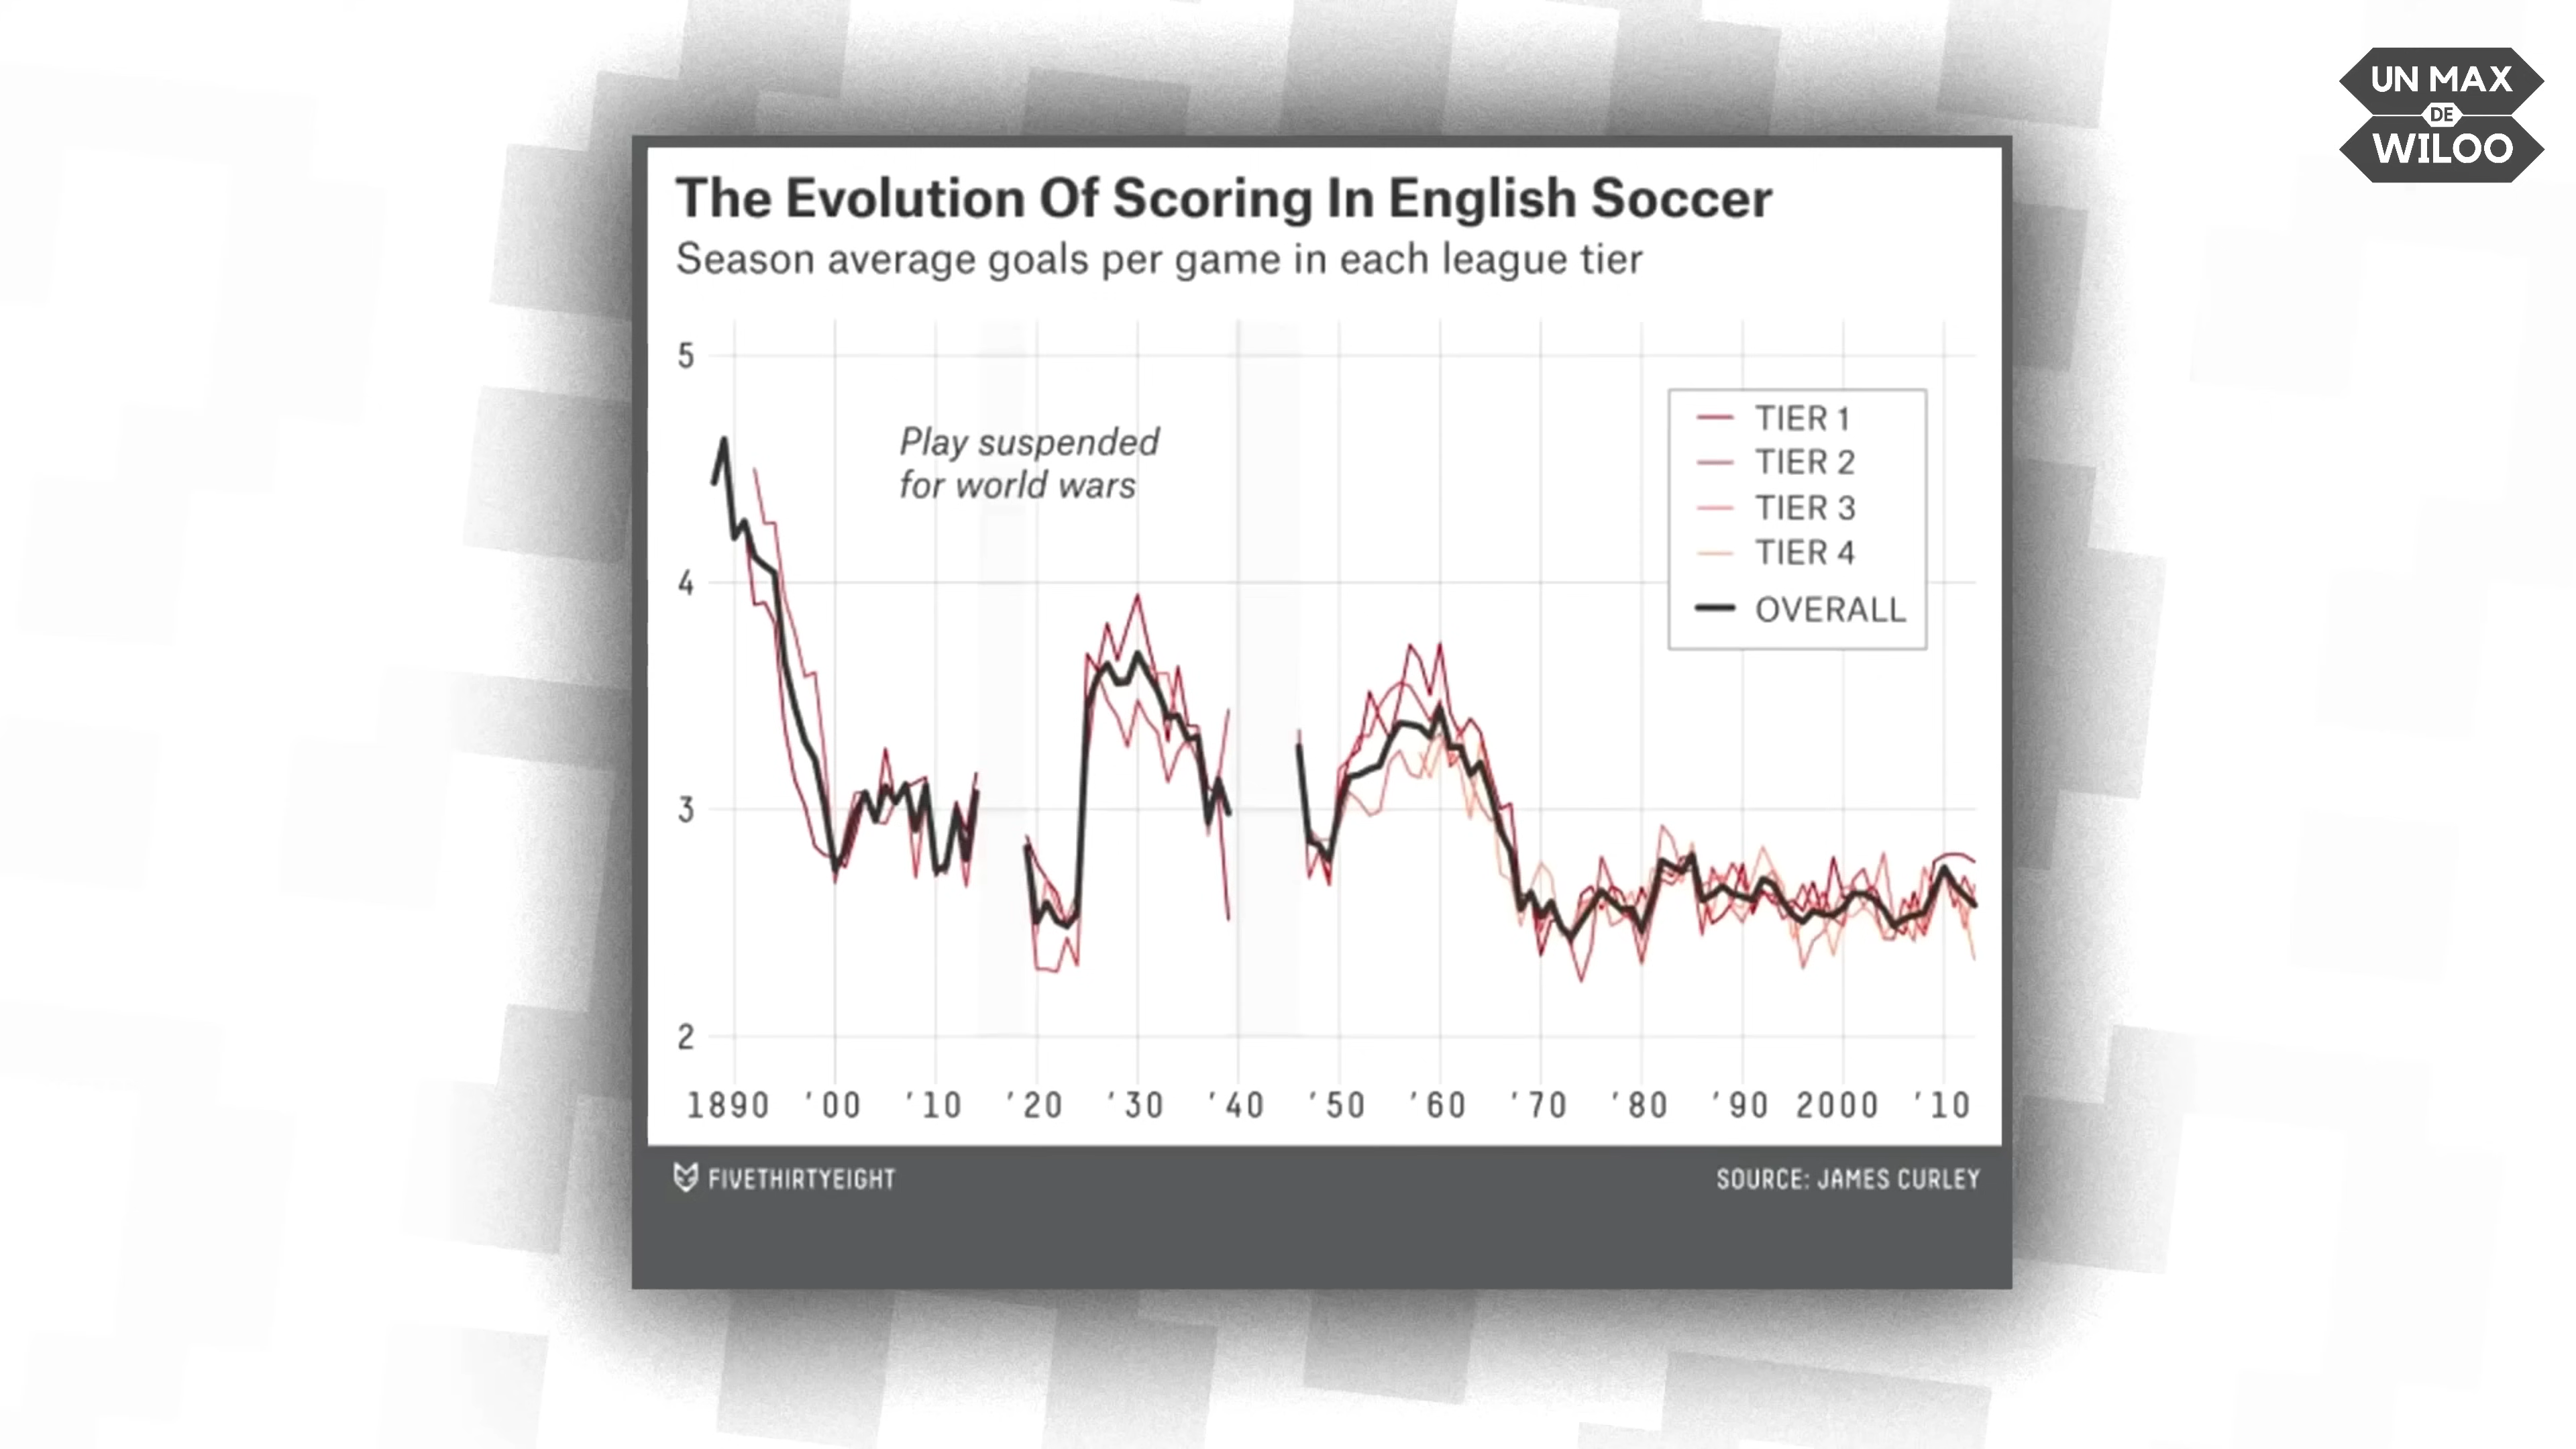 UN MAX
DE
WILOO
The Evolution Of Scoring In English Soccer
Season average goals per game in each league tier
5
4
3
2
Play suspended
for world wars
TIER 1
TIER 2
TIER 3
TIER 4
OVERALL
1890 '00 '10 '20 '30 '40 '50 '60 '70 '80 '90 2000 '10
FIVETHIRTYEIGHT
SOURCE: JAMES CURLEY